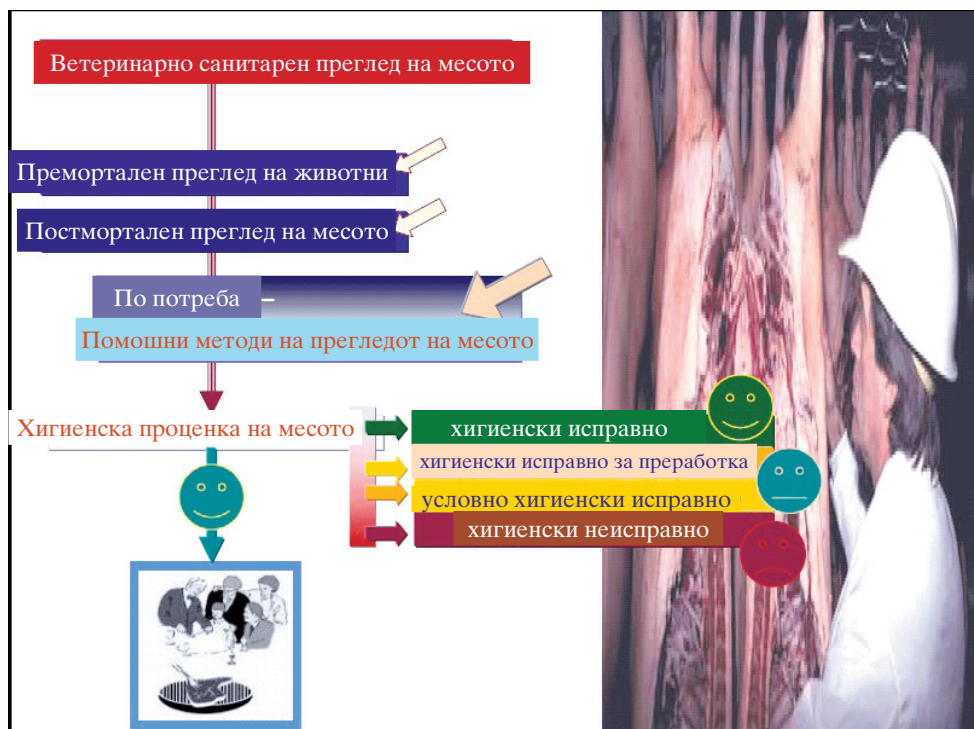 Ветеринарно санитарен преглед на месото
Премортален преглед на животни
Постмортален преглед на месото
По потреба –
Помошни методи на прегледот на месото
Хигиенска проценка на месото
хигиенски исправно
хигиенски исправно за преработка
условно хигиенски исправно
хигиенски неисправно